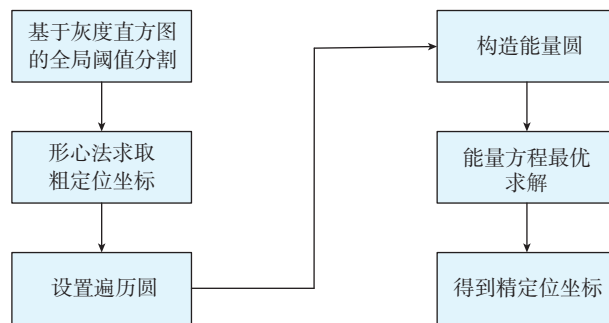 基于灰度直方图
的全局阈值分割
形心法求取
粗定位坐标
设置遍历圆
构造能量圆
能量方程最优
求解
得到精定位坐标